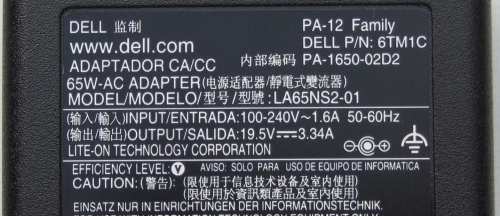 DELL 监制 PA-12 Family
www.dell.com DELL P/N: 6TM1C
ADAPTADOR CA/CC 内部编码 PA-1650-02D2
65W-AC ADAPTER(电源适配器/靜電式變流器)
MODEL/MODELO/型号/型號:LA65NS2-01
(输入/輸入)INPUT/ENTRADA:100-240V~1.6A 50-60Hz
(输出/輸出)OUTPUT/SALIDA:19.5V⎓3.34A
LITE-ON TECHNOLOGY CORPORATION
EFFICIENCY LEVEL:Ⓥ AVISO: SOLO PARA USO DE EQUIPO DE INFORMATICA
CAUTION:(警告): (限使用于信息技术设备及室内使用)
(限使用於資訊類產品及室内使用)
EINSATZ NUR IN EINRICHTUNGEN DER INFORMATIONSTECHNIK.